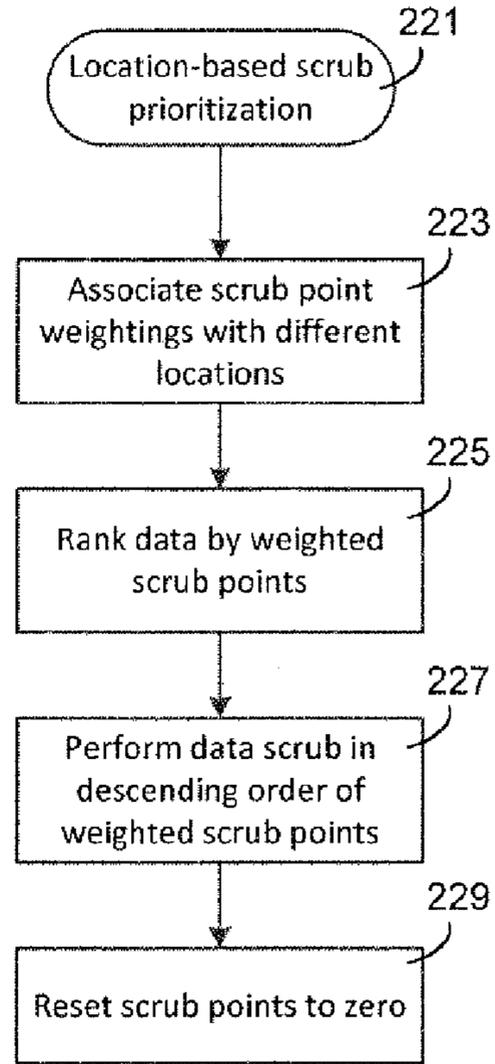 221
Location-based scrub
prioritization
223
Associate scrub point
weightings with different
locations
225
Rank data by weighted
scrub points
227
Perform data scrub in
descending order of
weighted scrub points
229
Reset scrub points to zero